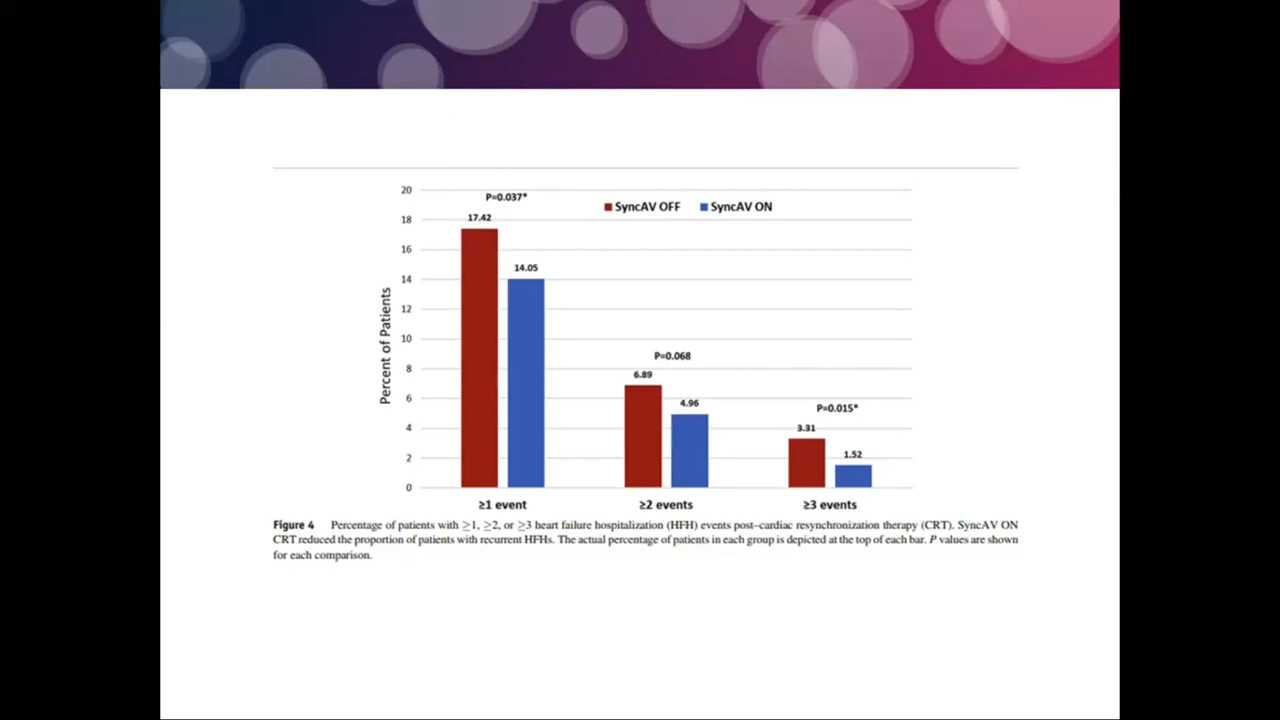 20
P=0.037*
SyncAV OFF SyncAV ON
18
17.42
16
14.05
14
12
10
P=0.068
8
6.89
6
4.96
P=0.015*
4
3.31
2
1.52
0
Percent of Patients
≥1 event ≥2 events ≥3 events
Figure 4 Percentage of patients with ≥1, ≥2, or ≥3 heart failure hospitalization (HFH) events post–cardiac resynchronization therapy (CRT). SyncAV ON
CRT reduced the proportion of patients with recurrent HFHs. The actual percentage of patients in each group is depicted at the top of each bar. P values are shown
for each comparison.